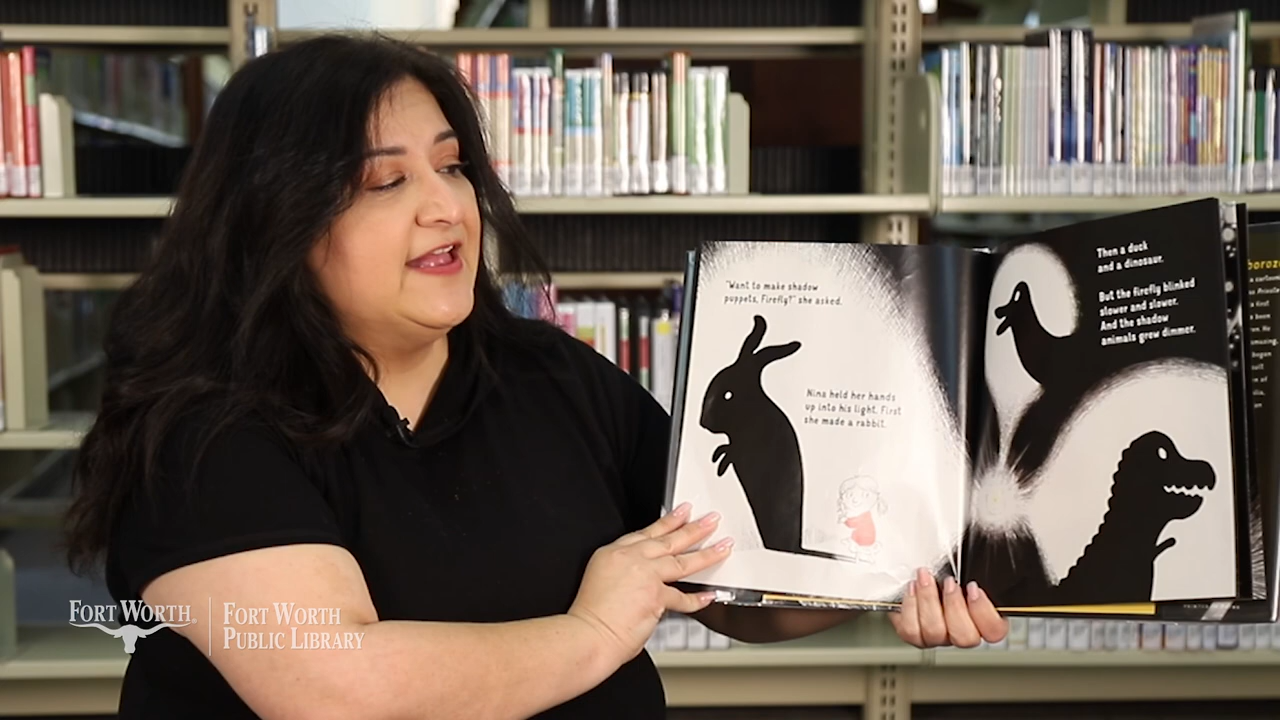 "Want to make shadow
puppets, Firefly?" she asked.
Nina held her hands
up into his light. First
she made a rabbit.
Then a duck
and a dinosaur.
But the firefly blinked
slower and slower.
And the shadow
animals grew dimmer.
FORT WORTH®
FORT WORTH
PUBLIC LIBRARY